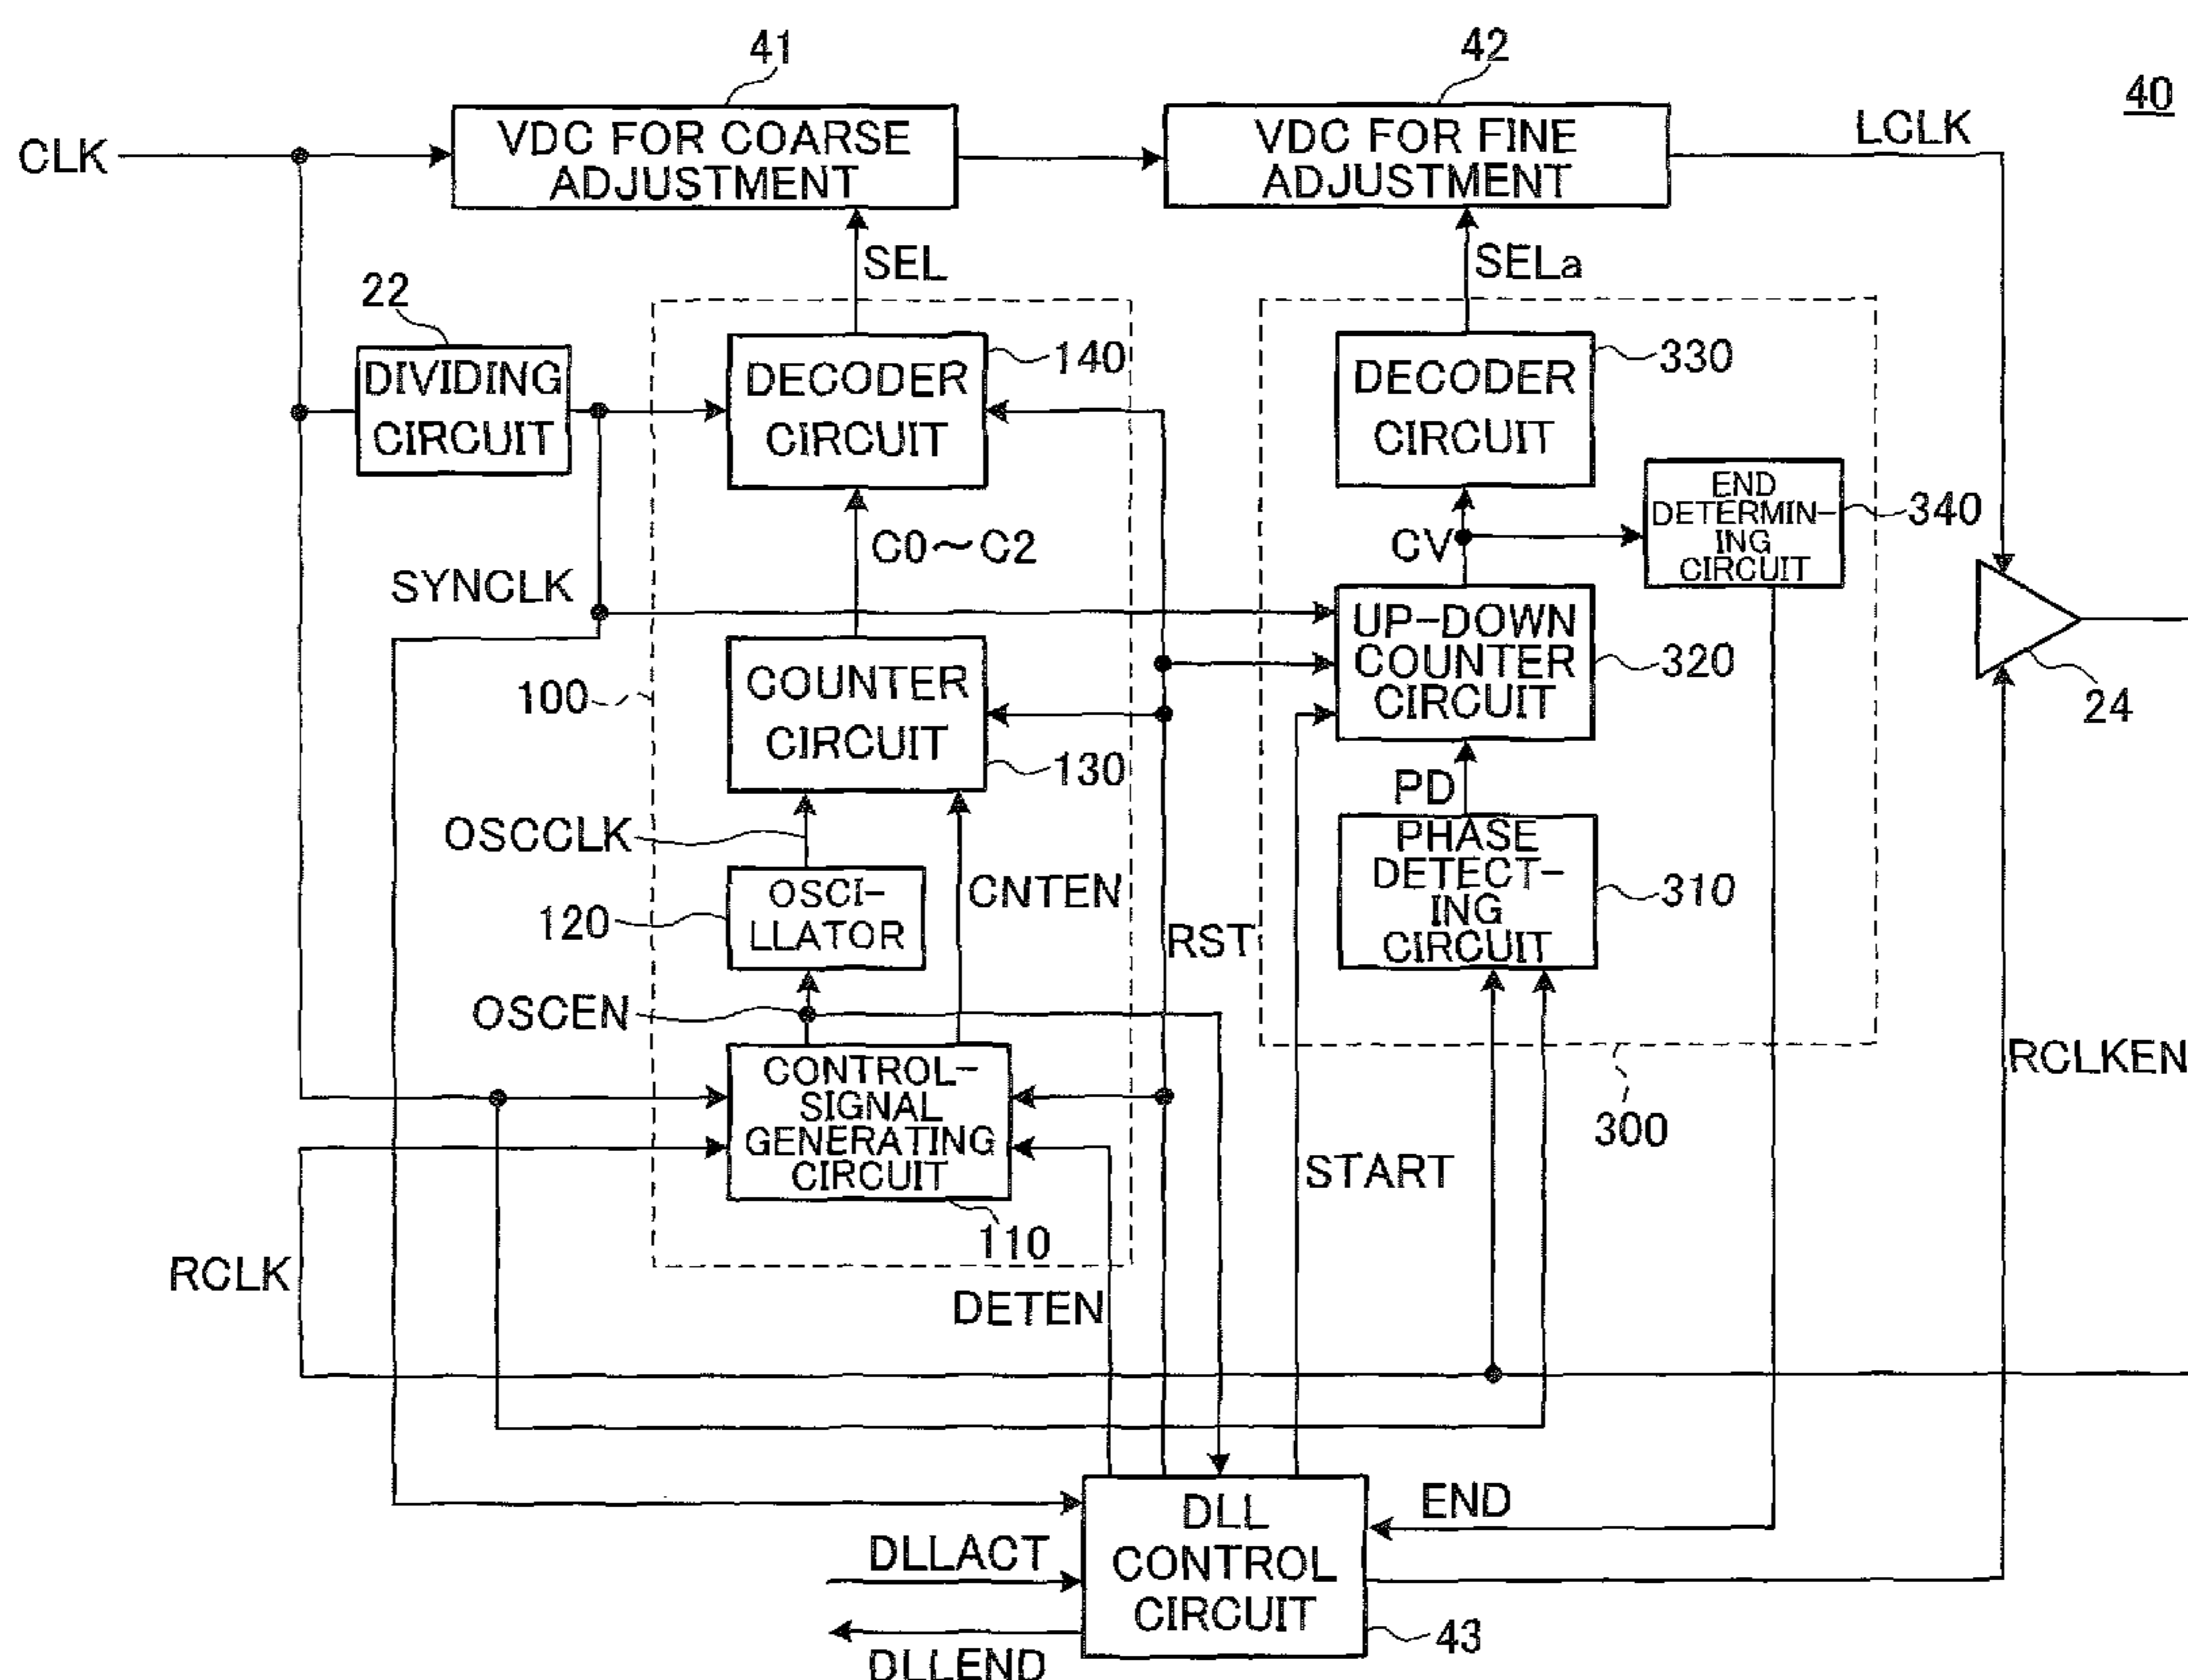 41
42
40
CLK
VDC FOR COARSE
ADJUSTMENT
VDC FOR FINE
ADJUSTMENT
LCLK
SEL
SELa
22
DIVIDING
CIRCUIT
DECODER
CIRCUIT
140
DECODER
CIRCUIT
330
END
DETERMIN-
ING
CIRCUIT
340
C0～C2
CV
SYNCLK
100
COUNTER
CIRCUIT
130
UP-DOWN
COUNTER
CIRCUIT
320
24
PD
OSCCLK
CNTEN
120
OSCI-
LLATOR
RST
PHASE
DETECT-
ING
CIRCUIT
310
OSCEN
CONTROL-
SIGNAL
GENERATING
CIRCUIT
110
RCLKEN
300
START
RCLK
DETEN
END
DLLACT
DLL
CONTROL
CIRCUIT
43
DLLEND